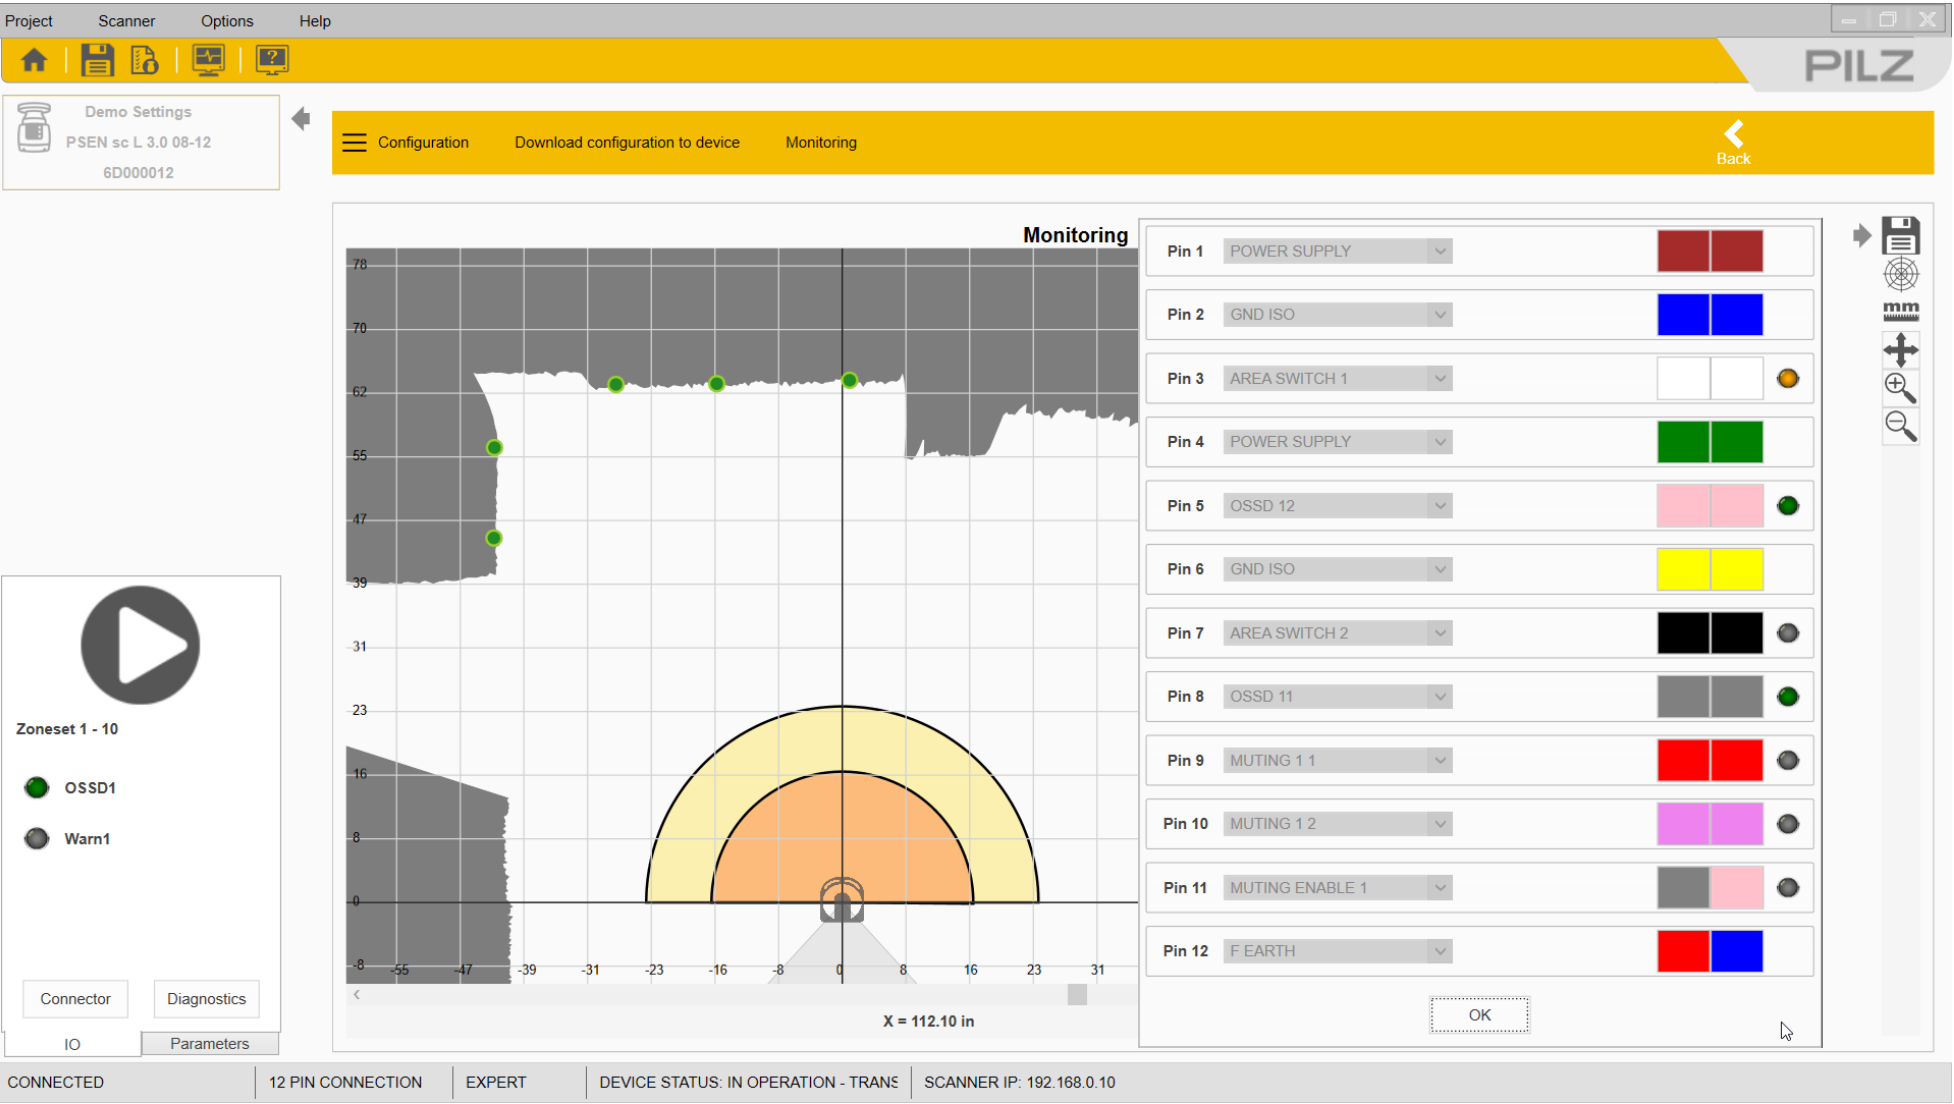 Project Scanner Options Help
PILZ
Demo Settings
PSEN sc L 3.0 08-12
6D000012
Configuration Download configuration to device Monitoring
Back
Monitoring
78
70
62
55
47
39
31
23
16
8
0
-8
-55 -47 -39 -31 -23 -16 -8 0 8 16 23 31
X = 112.10 in
Pin 1 POWER SUPPLY
Pin 2 GND ISO
Pin 3 AREA SWITCH 1
Pin 4 POWER SUPPLY
Pin 5 OSSD 12
Pin 6 GND ISO
Pin 7 AREA SWITCH 2
Pin 8 OSSD 11
Pin 9 MUTING 1 1
Pin 10 MUTING 1 2
Pin 11 MUTING ENABLE 1
Pin 12 F EARTH
OK
mm
Zoneset 1 - 10
OSSD1
Warn1
Connector Diagnostics
IO Parameters
CONNECTED 12 PIN CONNECTION EXPERT DEVICE STATUS: IN OPERATION - TRANS SCANNER IP: 192.168.0.10